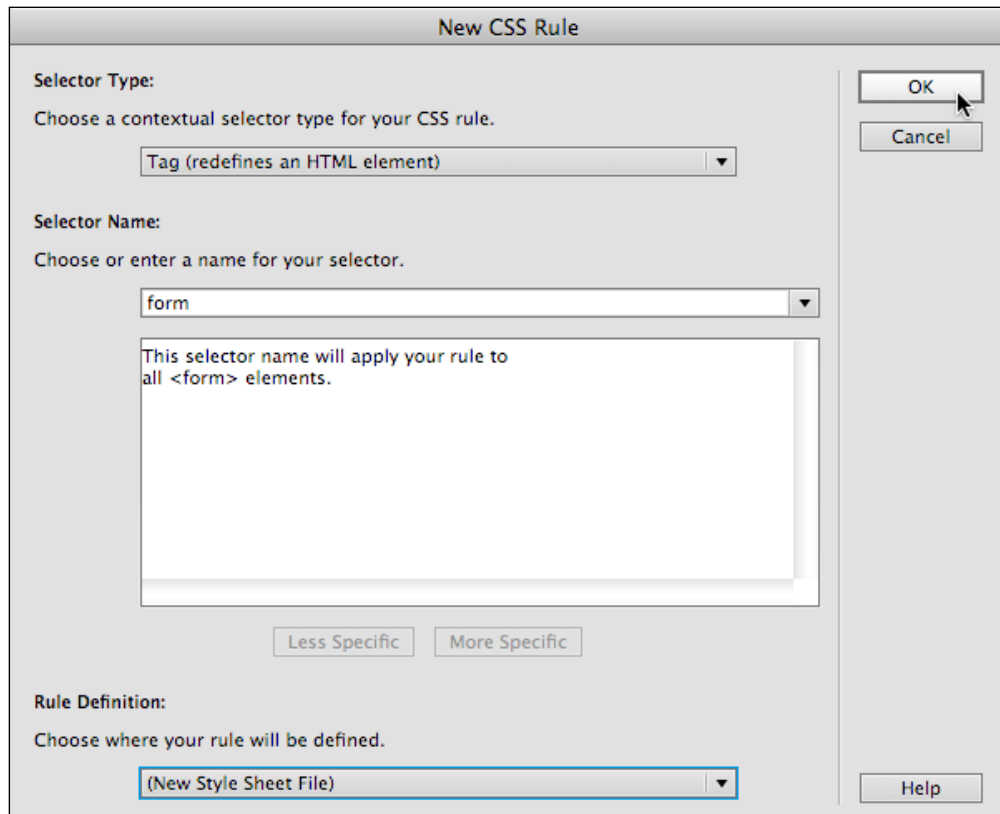 New CSS Rule
Selector Type:
OK
Choose a contextual selector type for your CSS rule.
Cancel
Tag (redefines an HTML element)
Selector Name:
Choose or enter a name for your selector.
form
This selector name will apply your rule to
all <form> elements.
Less Specific
More Specific
Rule Definition:
Choose where your rule will be defined.
(New Style Sheet File)
Help